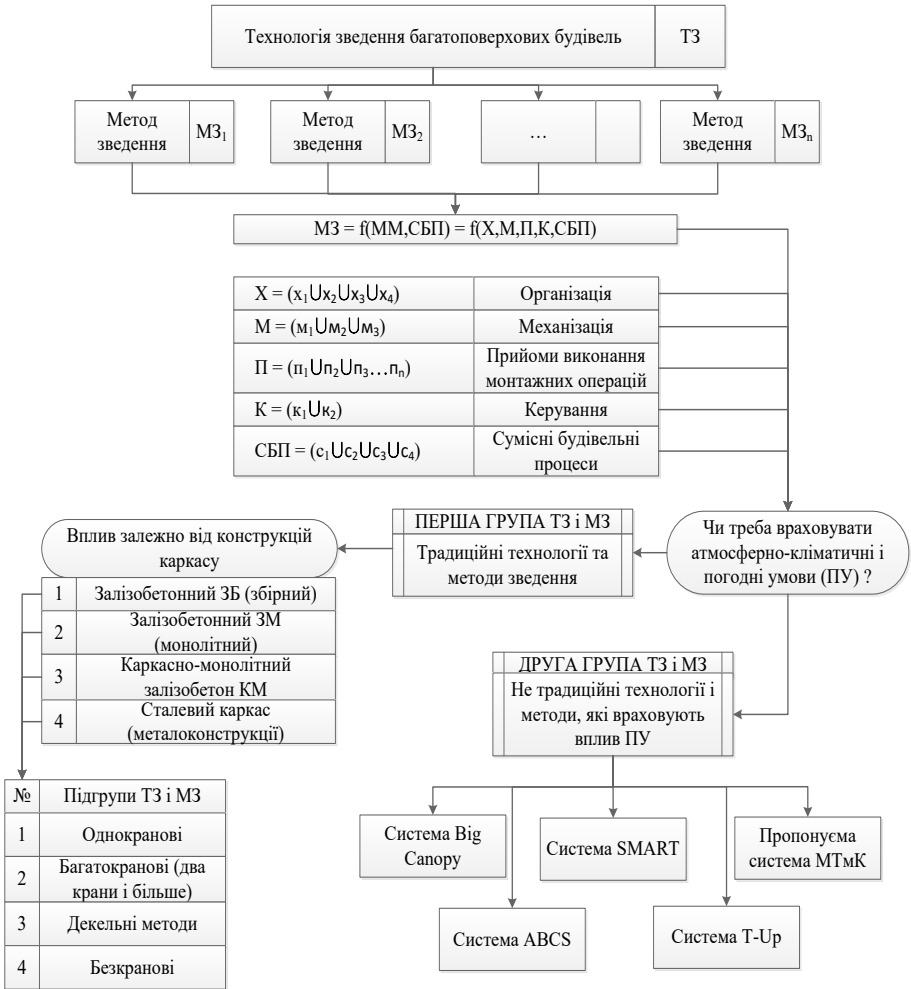 Технологія зведення багатоповерхових будівель ТЗ
Метод
зведення МЗ₁
Метод
зведення МЗ₂
…
Метод
зведення МЗₙ
МЗ = f(ММ,СБП) = f(Х,М,П,К,СБП)
Х = (х₁Ux₂Ux₃Ux₄) Організація
М = (м₁Uм₂Uм₃) Механізація
П = (п₁Uп₂Uп₃…пₙ) Прийоми виконання
монтажних операцій
К = (к₁Uк₂) Керування
СБП = (с₁Uс₂Uс₃Uс₄) Сумісні будівельні
процеси
Чи треба враховувати
атмосферно-кліматичні і
погодні умови (ПУ) ?
ПЕРША ГРУПА ТЗ і МЗ
Традиційні технології та
методи зведення
Вплив залежно від конструкцій
каркасу
1 Залізобетонний ЗБ (збірний)
2 Залізобетонний ЗМ
(монолітний)
3 Каркасно-монолітний
залізобетон КМ
4 Сталевий каркас
(металоконструкції)
№ Підгрупи ТЗ і МЗ
1 Однокранові
2 Багатокранові (два
крани і більше)
3 Декельні методи
4 Безкранові
ДРУГА ГРУПА ТЗ і МЗ
Не традиційні технології і
методи, які враховують
вплив ПУ
Система Big
Canopy
Система SMART
Пропонуєма
система МТмК
Система ABCS
Система T-Up